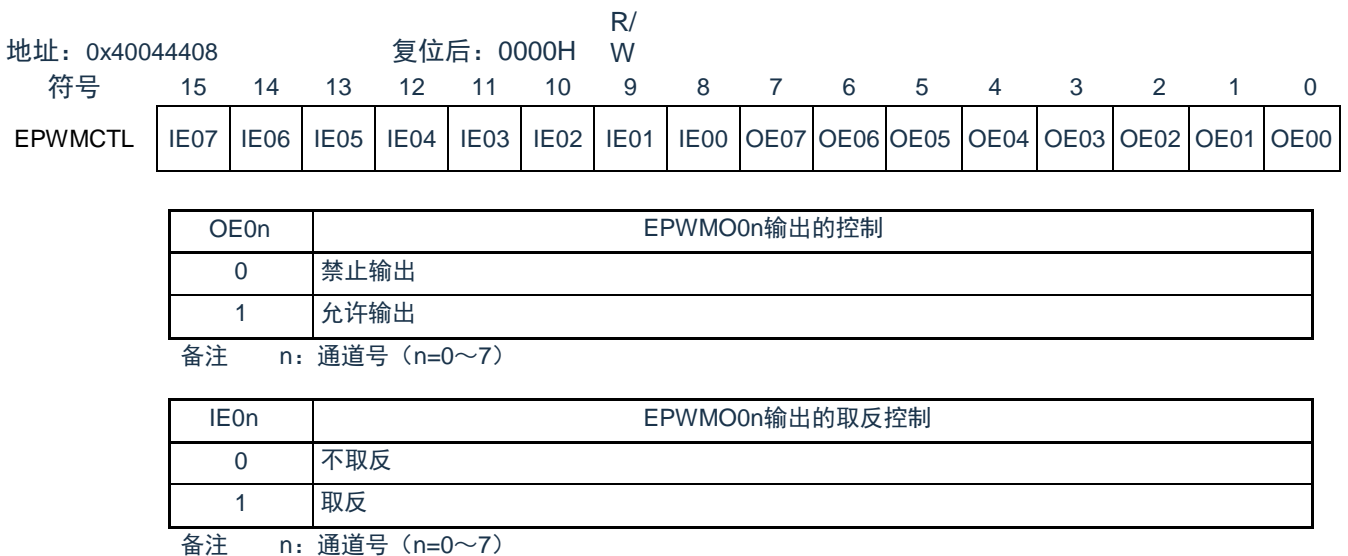 地址：0x40044408 复位后：0000H R/W
符号 15 14 13 12 11 10 9 8 7 6 5 4 3 2 1 0
EPWMCTL IE07 IE06 IE05 IE04 IE03 IE02 IE01 IE00 OE07 OE06 OE05 OE04 OE03 OE02 OE01 OE00
OE0n EPWMO0n输出的控制
0 禁止输出
1 允许输出
备注 n：通道号（n=0～7）
IE0n EPWMO0n输出的取反控制
0 不取反
1 取反
备注 n：通道号（n=0～7）